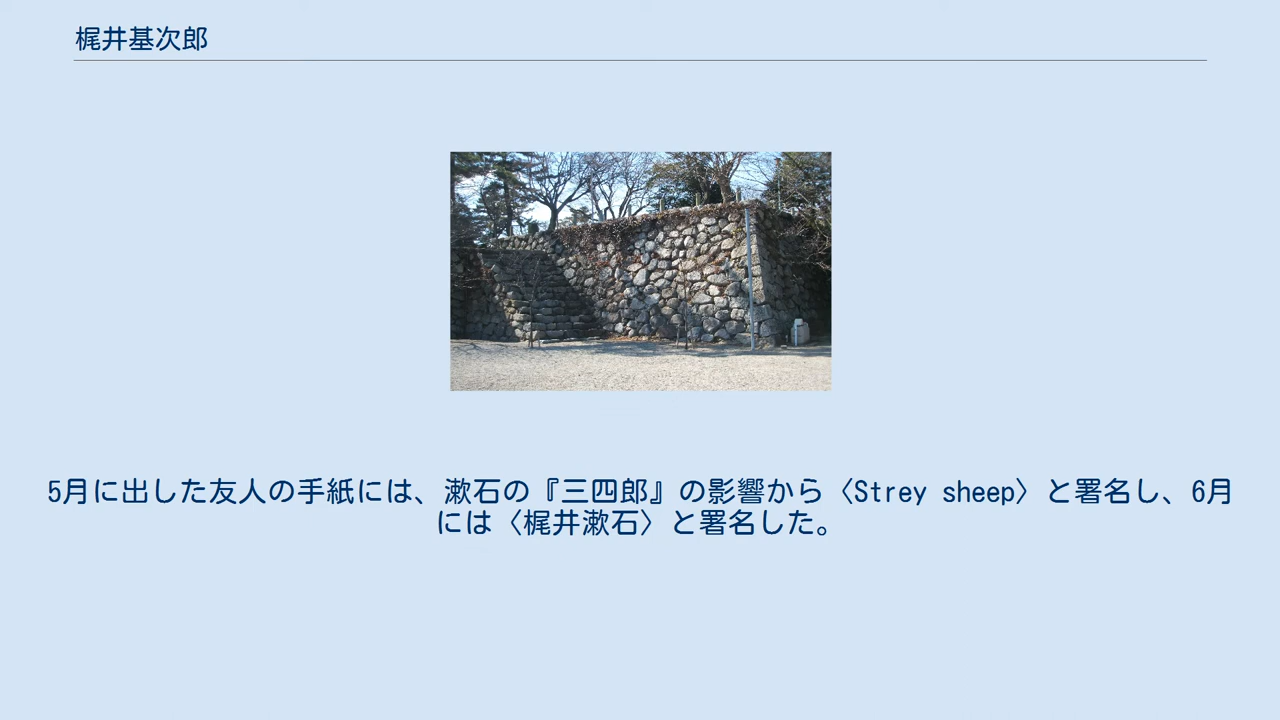 梶井基次郎
5月に出した友人の手紙には、漱石の『三四郎』の影響から〈Strey sheep〉と署名し、6月
には〈梶井漱石〉と署名した。